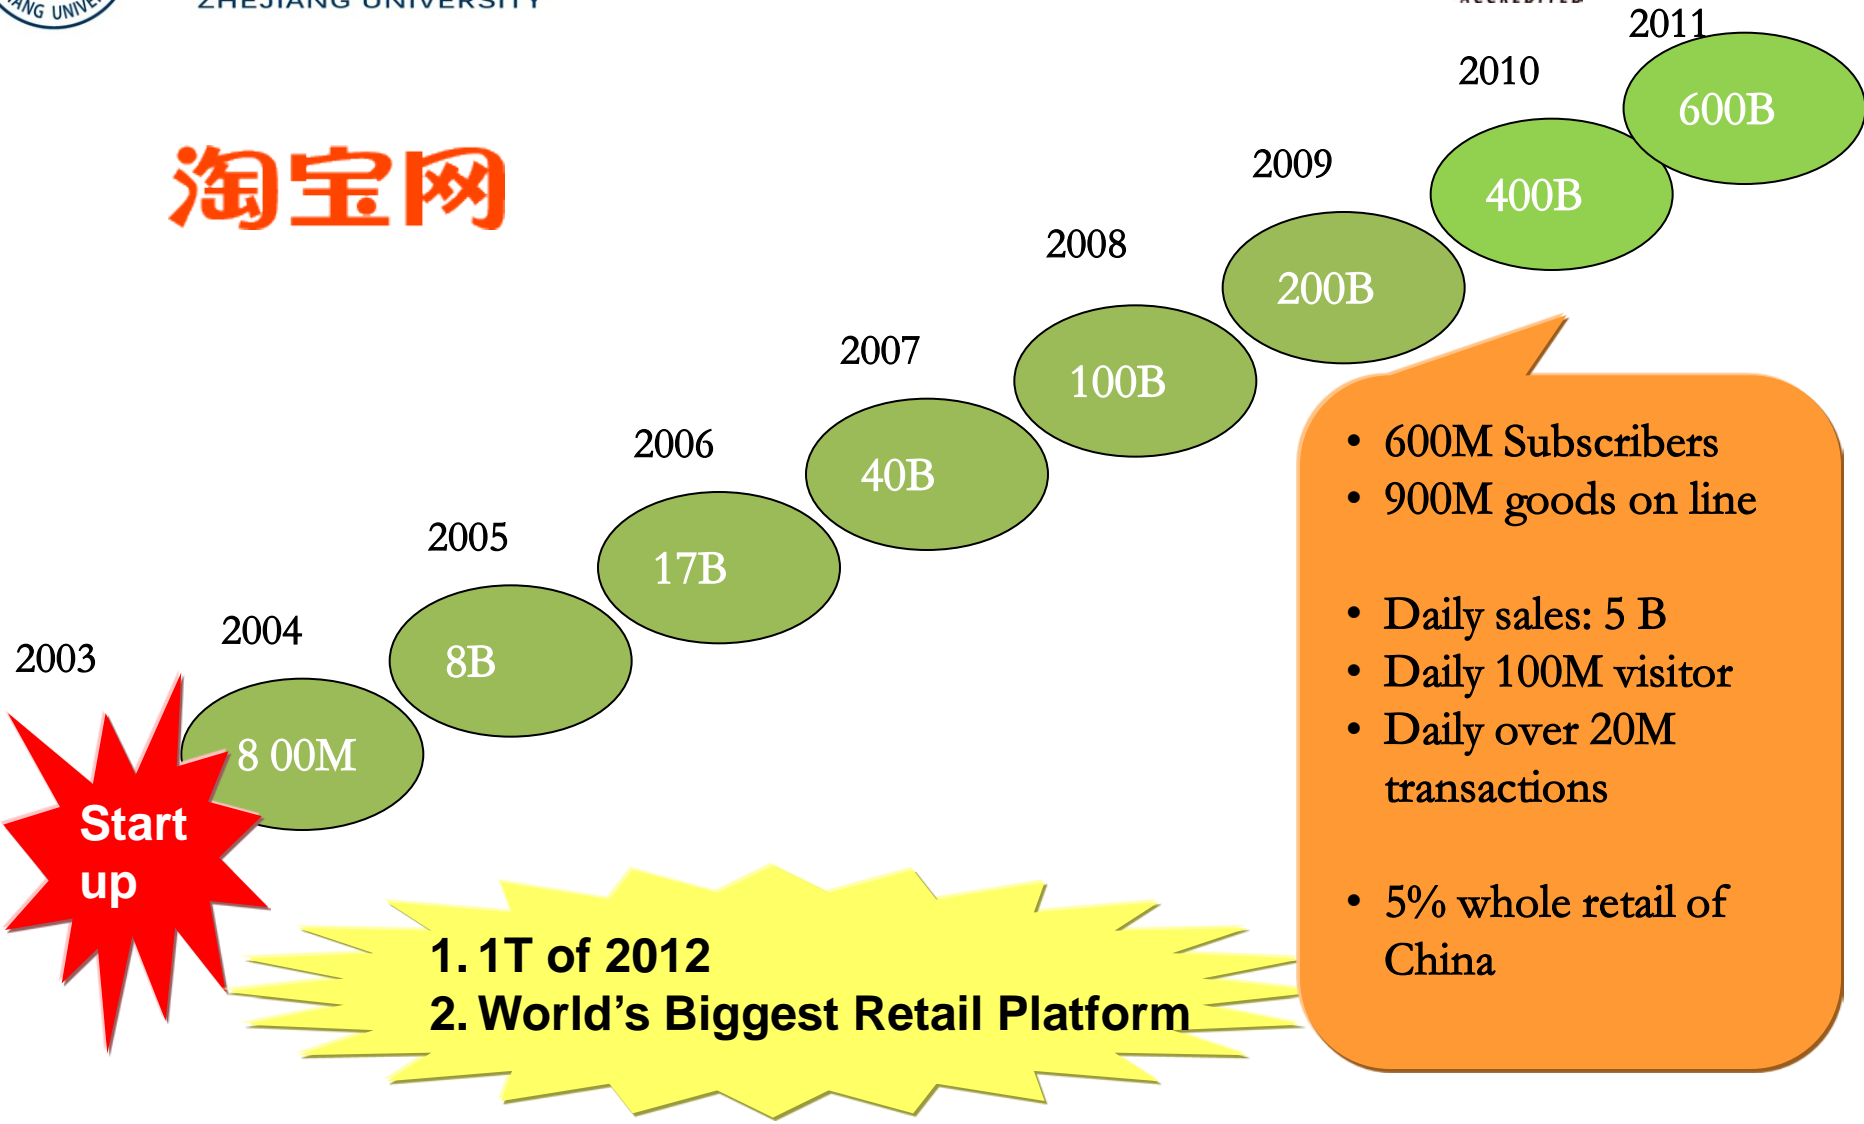 ZHEJIANG UNIVERSITY
淘宝网
2011
600B
2010
400B
2009
200B
2008
100B
2007
40B
2006
17B
2005
8B
2004
8 00M
2003
Start
up
1. 1T of 2012
2. World’s Biggest Retail Platform
• 600M Subscribers
• 900M goods on line
• Daily sales: 5 B
• Daily 100M visitor
• Daily over 20M
transactions
• 5% whole retail of
China